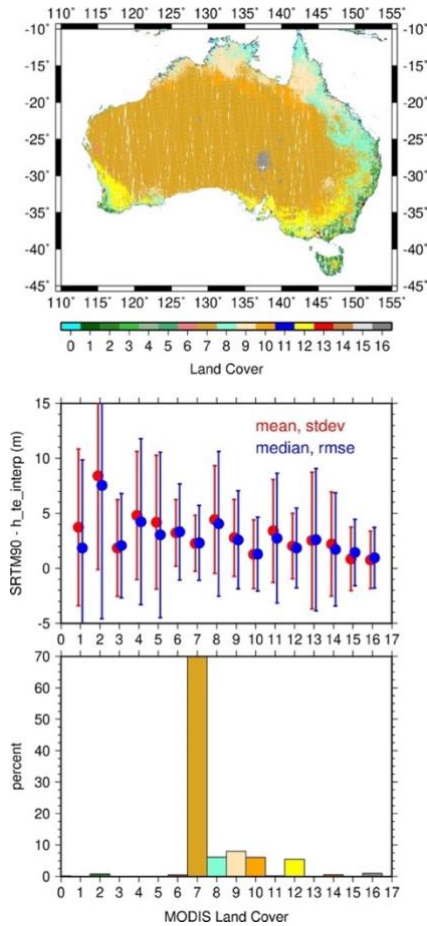 110˚ 115˚ 120˚ 125˚ 130˚ 135˚ 140˚ 145˚ 150˚ 155˚
-10˚ -10˚
-15˚ -15˚
-20˚ -20˚
-25˚ -25˚
-30˚ -30˚
-35˚ -35˚
-40˚ -40˚
-45˚ -45˚
110˚ 115˚ 120˚ 125˚ 130˚ 135˚ 140˚ 145˚ 150˚ 155˚
0 1 2 3 4 5 6 7 8 9 10 11 12 13 14 15 16
Land Cover
15
mean, stdev
median, rmse
10
5
0
-5
SRTM90 - h_te_interp (m)
0 1 2 3 4 5 6 7 8 9 10 11 12 13 14 15 16 17
70
60
50
40
30
20
10
0
percent
0 1 2 3 4 5 6 7 8 9 10 11 12 13 14 15 16 17
MODIS Land Cover